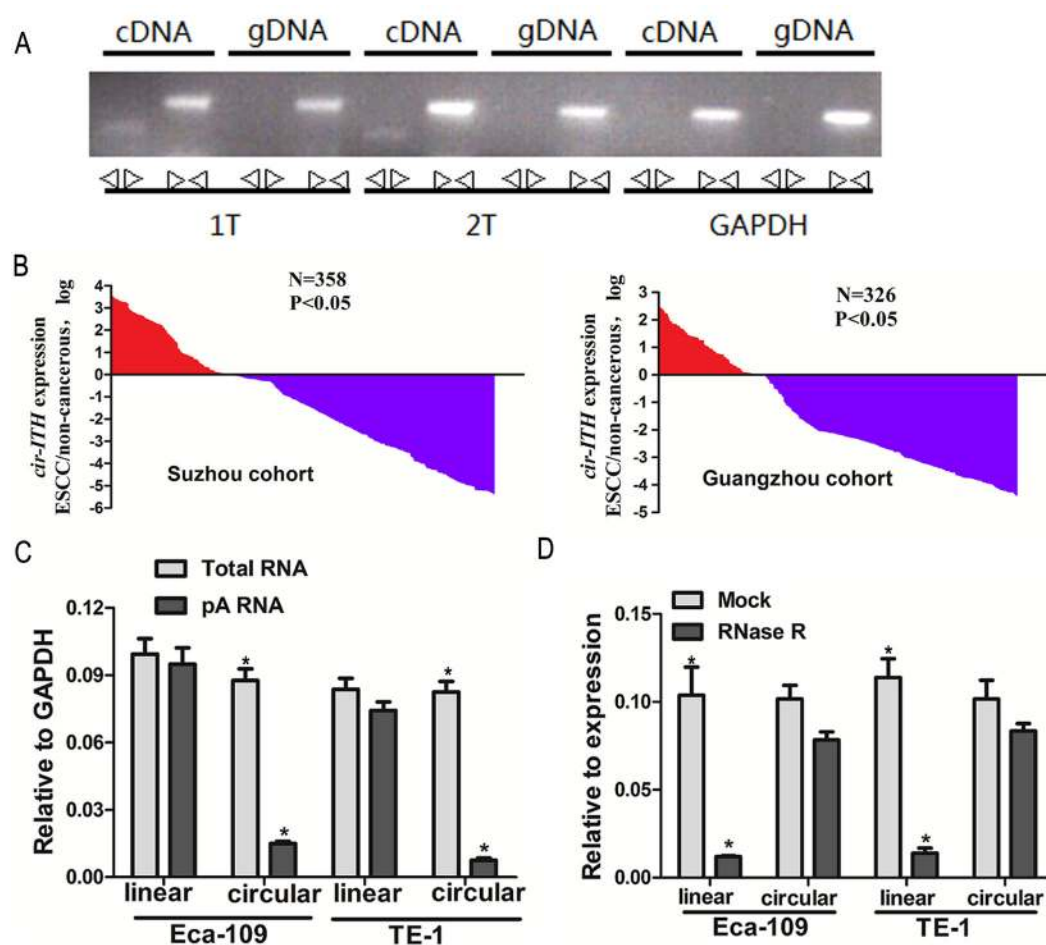 A
cDNA gDNA cDNA gDNA cDNA gDNA
1T 2T GAPDH
B
cir-ITH expression
ESCC/non-cancerous, log
4
3
2
1
0
-1
-2
-3
-4
-5
-6
N=358
P<0.05
Suzhou cohort
cir-ITH expression
ESCC/non-cancerous, log
3
2
1
0
-1
-2
-3
-4
-5
N=326
P<0.05
Guangzhou cohort
C
Total RNA
pA RNA
Relative to GAPDH
0.12
0.09
0.06
0.03
0.00
* * * *
linear circular linear circular
Eca-109 TE-1
D
Mock
RNase R
Relative to expression
0.15
0.10
0.05
0.00
* * * *
linear circular linear circular
Eca-109 TE-1